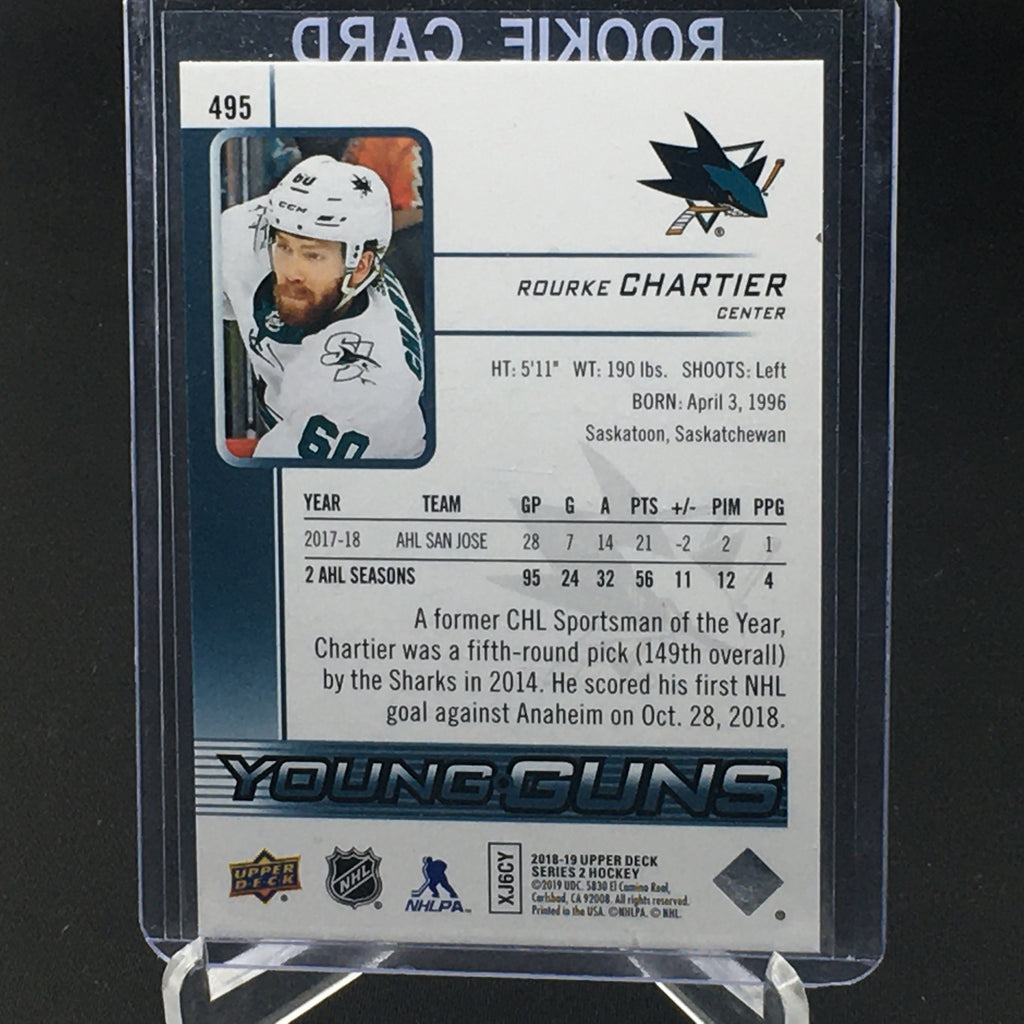 ROOKIE CARD
495
60
CCM
CHA
SJ
60
ROURKE CHARTIER
CENTER
HT: 5'11" WT: 190 lbs. SHOOTS: Left
BORN: April 3, 1996
Saskatoon, Saskatchewan
YEAR TEAM GP G A PTS +/- PIM PPG
2017-18 AHL SAN JOSE 28 7 14 21 -2 2 1
2 AHL SEASONS 95 24 32 56 11 12 4
A former CHL Sportsman of the Year,
Chartier was a fifth-round pick (149th overall)
by the Sharks in 2014. He scored his first NHL
goal against Anaheim on Oct. 28, 2018.
YOUNG GUNS
UPPER DECK
NHL
NHLPA
XJ6CY
2018-19 UPPER DECK
SERIES 2 HOCKEY
©2019 UDC. 5830 El Camino Real,
Carlsbad, CA 92008. All rights reserved.
Printed in the USA. ©NHLPA. © NHL.